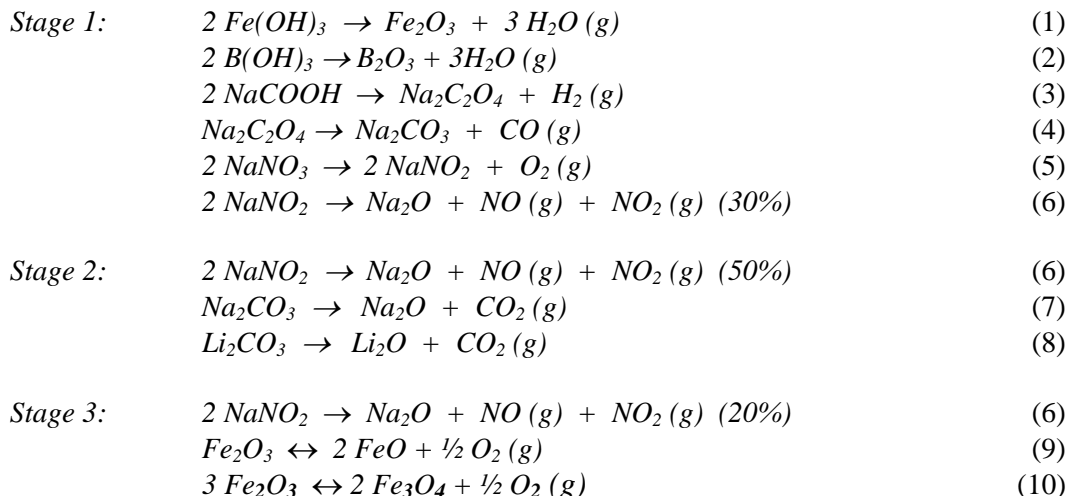 Stage 1: 2 Fe(OH)₃ → Fe₂O₃ + 3 H₂O (g) (1)
2 B(OH)₃ → B₂O₃ + 3H₂O (g) (2)
2 NaCOOH → Na₂C₂O₄ + H₂ (g) (3)
Na₂C₂O₄ → Na₂CO₃ + CO (g) (4)
2 NaNO₃ → 2 NaNO₂ + O₂ (g) (5)
2 NaNO₂ → Na₂O + NO (g) + NO₂ (g) (30%) (6)
Stage 2: 2 NaNO₂ → Na₂O + NO (g) + NO₂ (g) (50%) (6)
Na₂CO₃ → Na₂O + CO₂ (g) (7)
Li₂CO₃ → Li₂O + CO₂ (g) (8)
Stage 3: 2 NaNO₂ → Na₂O + NO (g) + NO₂ (g) (20%) (6)
Fe₂O₃ ↔ 2 FeO + ½ O₂ (g) (9)
3 Fe₂O₃ ↔ 2 Fe₃O₄ + ½ O₂ (g) (10)